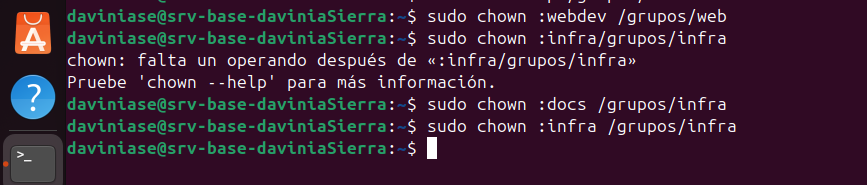 daviniase@srv-base-daviniaSierra:~$ sudo chown :webdev /grupos/web
daviniase@srv-base-daviniaSierra:~$ sudo chown :infra/grupos/infra
chown: falta un operando después de «:infra/grupos/infra»
Pruebe 'chown --help' para más información.
daviniase@srv-base-daviniaSierra:~$ sudo chown :docs /grupos/infra
daviniase@srv-base-daviniaSierra:~$ sudo chown :infra /grupos/infra
daviniase@srv-base-daviniaSierra:~$